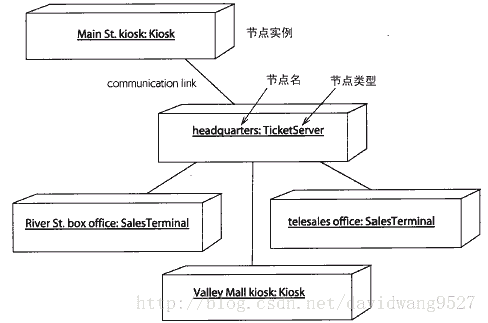 Main St. kiosk: Kiosk
节点实例
communication link
节点名
节点类型
headquarters: TicketServer
River St. box office: SalesTerminal
telesales office: SalesTerminal
Valley Mall kiosk: Kiosk
http://blog.csdn.net/davidwang9527